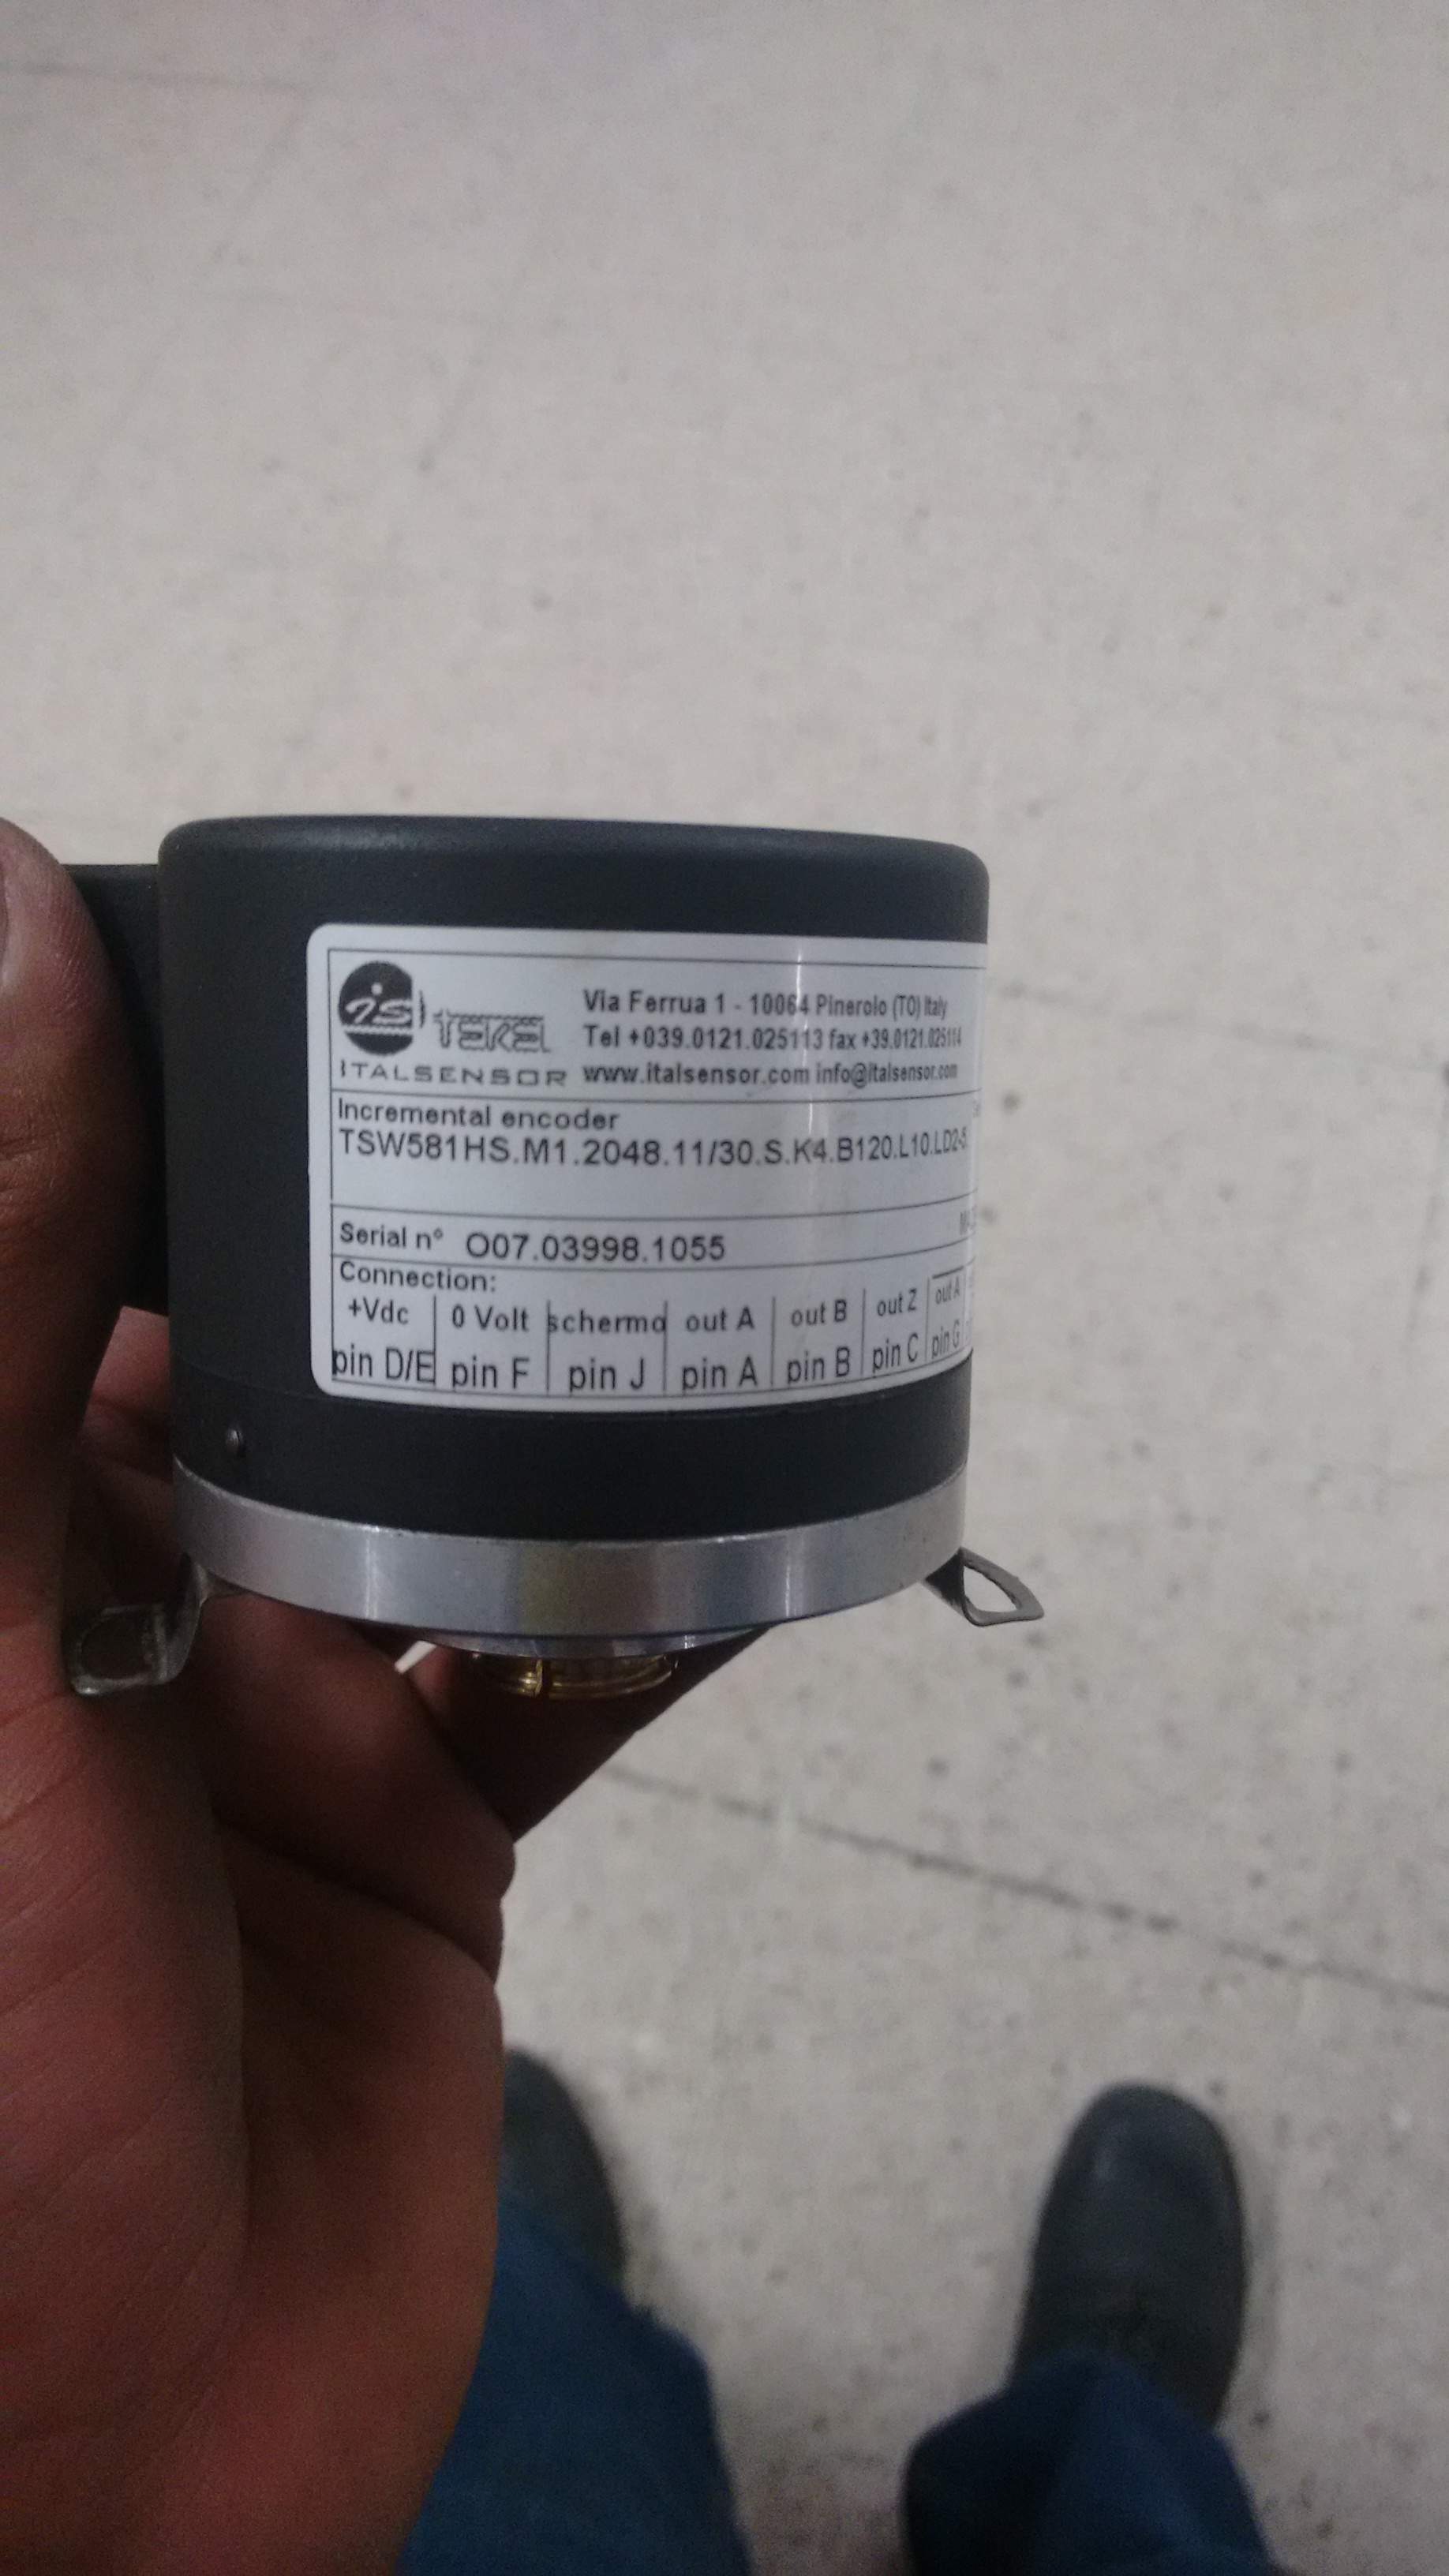 is
TEKEL
ITALSENSOR
Via Ferrua 1 - 10064 Pinerolo (TO) Italy
Tel +039.0121.025113 fax +39.0121.025114
www.italsensor.com info@italsensor.com
Incremental encoder
TSW581HS.M1.2048.11/30.S.K4.B120.L10.LD2-5.
Serial nº O07.03998.1055
Connection:
+Vdc 0 Volt schermo out A out B out Z out A
pin D/E pin F pin J pin A pin B pin C pin G